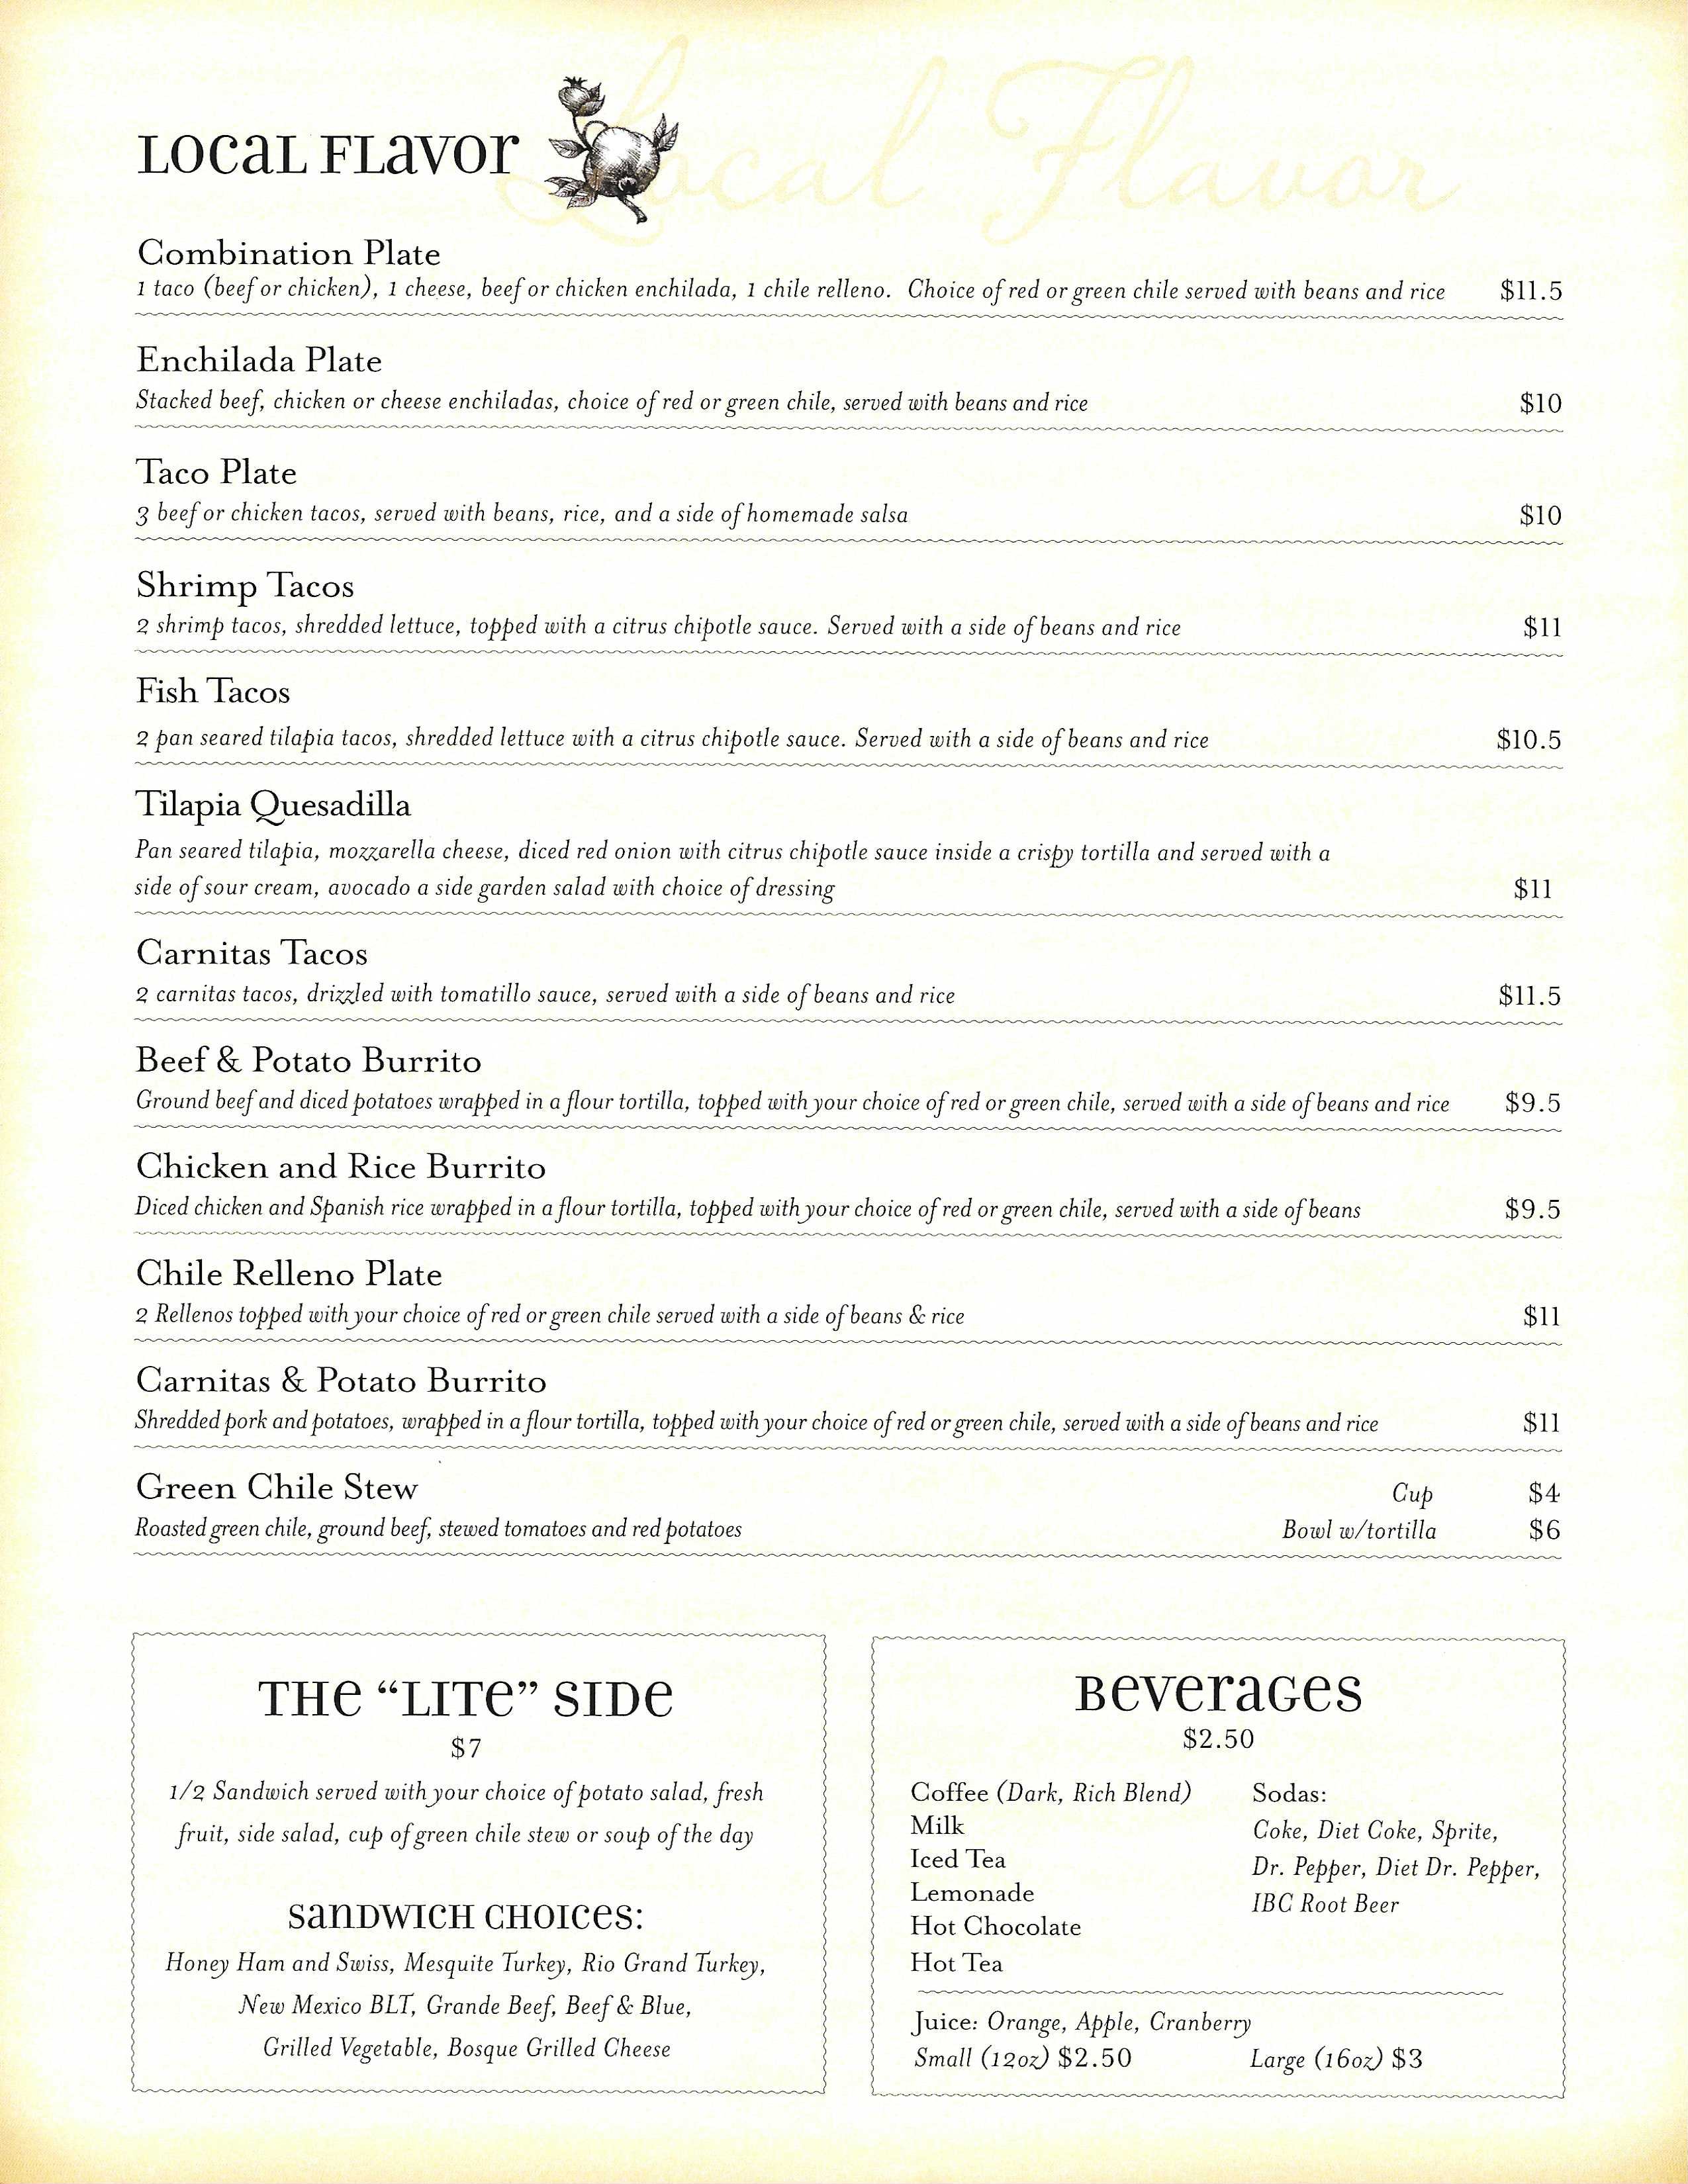 Local Flavor
Local Flavor
Combination Plate
1 taco (beef or chicken), 1 cheese, beef or chicken enchilada, 1 chile relleno. Choice of red or green chile served with beans and rice $11.5
Enchilada Plate
Stacked beef, chicken or cheese enchiladas, choice of red or green chile, served with beans and rice $10
Taco Plate
3 beef or chicken tacos, served with beans, rice, and a side of homemade salsa $10
Shrimp Tacos
2 shrimp tacos, shredded lettuce, topped with a citrus chipotle sauce. Served with a side of beans and rice $11
Fish Tacos
2 pan seared tilapia tacos, shredded lettuce with a citrus chipotle sauce. Served with a side of beans and rice $10.5
Tilapia Quesadilla
Pan seared tilapia, mozzarella cheese, diced red onion with citrus chipotle sauce inside a crispy tortilla and served with a
side of sour cream, avocado a side garden salad with choice of dressing $11
Carnitas Tacos
2 carnitas tacos, drizzled with tomatillo sauce, served with a side of beans and rice $11.5
Beef & Potato Burrito
Ground beef and diced potatoes wrapped in a flour tortilla, topped with your choice of red or green chile, served with a side of beans and rice $9.5
Chicken and Rice Burrito
Diced chicken and Spanish rice wrapped in a flour tortilla, topped with your choice of red or green chile, served with a side of beans $9.5
Chile Relleno Plate
2 Rellenos topped with your choice of red or green chile served with a side of beans & rice $11
Carnitas & Potato Burrito
Shredded pork and potatoes, wrapped in a flour tortilla, topped with your choice of red or green chile, served with a side of beans and rice $11
Green Chile Stew Cup $4
Roasted green chile, ground beef, stewed tomatoes and red potatoes Bowl w/tortilla $6
THe "LITe" SIDe
$7
1/2 Sandwich served with your choice of potato salad, fresh
fruit, side salad, cup of green chile stew or soup of the day
SanDWICH CHOICes:
Honey Ham and Swiss, Mesquite Turkey, Rio Grand Turkey,
New Mexico BLT, Grande Beef, Beef & Blue,
Grilled Vegetable, Bosque Grilled Cheese
Beverages
$2.50
Coffee (Dark, Rich Blend)
Milk
Iced Tea
Lemonade
Hot Chocolate
Hot Tea
Sodas:
Coke, Diet Coke, Sprite,
Dr. Pepper, Diet Dr. Pepper,
IBC Root Beer
Juice: Orange, Apple, Cranberry
Small (12oz) $2.50 Large (16oz) $3